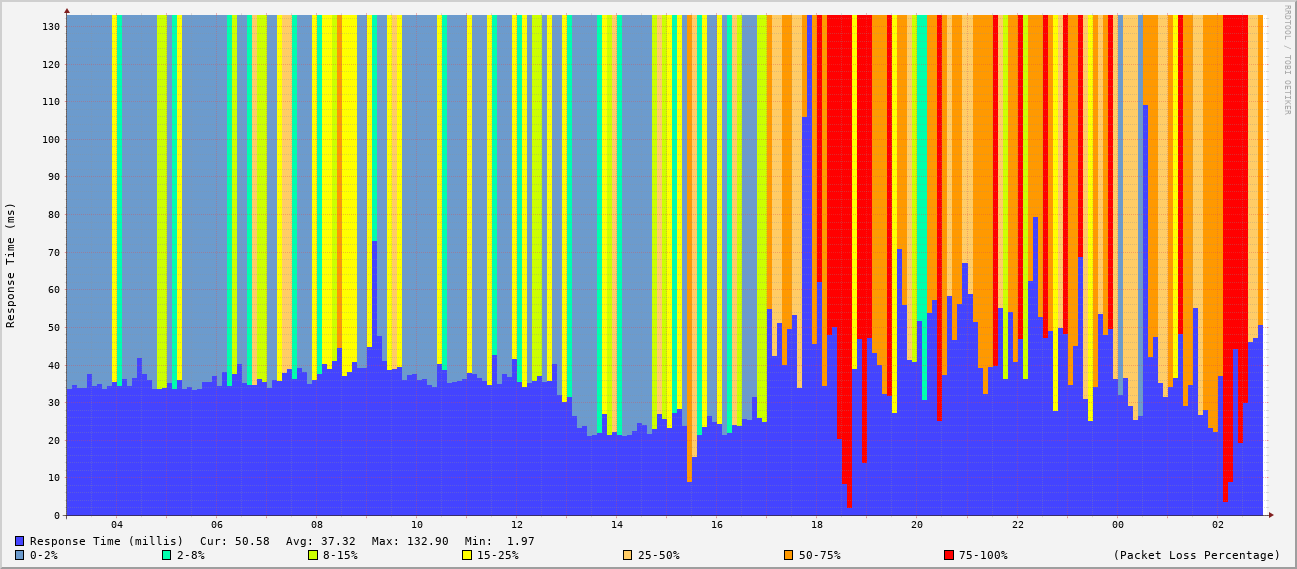 RRDTOOL / TOBI OETIKER
Response Time (ms)
130
120
110
100
90
80
70
60
50
40
30
20
10
0
04 06 08 10 12 14 16 18 20 22 00 02
Response Time (millis) Cur: 50.58 Avg: 37.32 Max: 132.90 Min: 1.97
0-2% 2-8% 8-15% 15-25% 25-50% 50-75% 75-100% (Packet Loss Percentage)